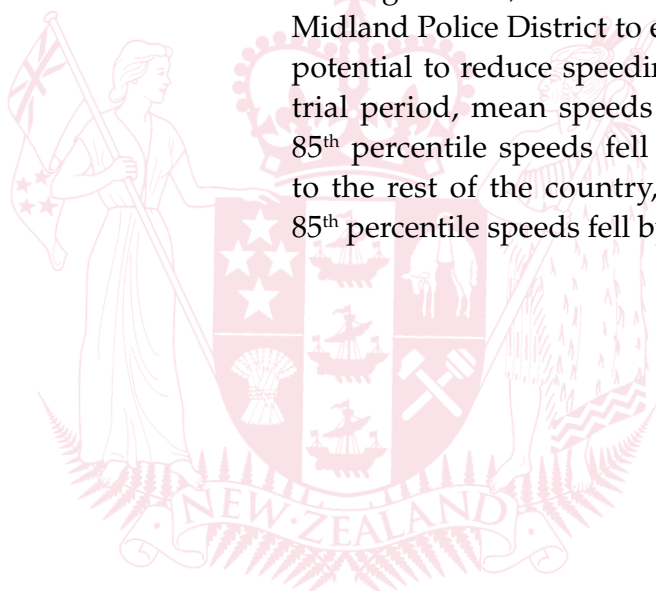 Midland Police District to e
potential to reduce speedin
trial period, mean speeds
85th percentile speeds fell
to the rest of the country,
85th percentile speeds fell b
NEW·ZEALAND